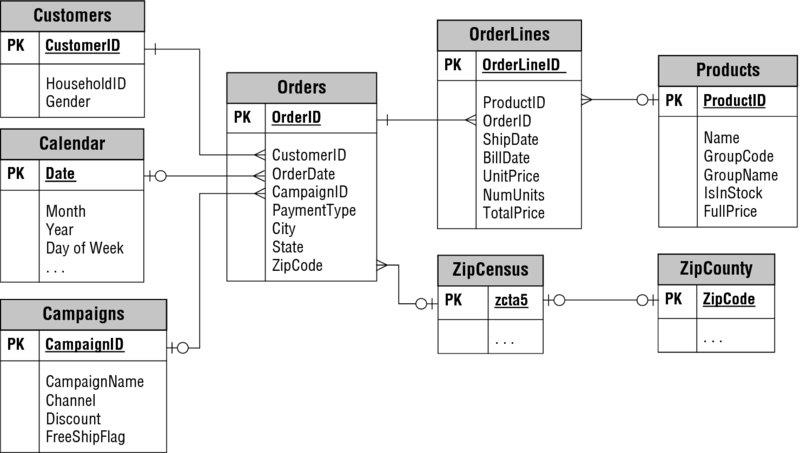 Customers
PK CustomerID
HouseholdID
Gender
Calendar
PK Date
Month
Year
Day of Week
. . .
Campaigns
PK CampaignID
CampaignName
Channel
Discount
FreeShipFlag
Orders
PK OrderID
CustomerID
OrderDate
CampaignID
PaymentType
City
State
ZipCode
OrderLines
PK OrderLineID
ProductID
OrderID
ShipDate
BillDate
UnitPrice
NumUnits
TotalPrice
Products
PK ProductID
Name
GroupCode
GroupName
IsInStock
FullPrice
ZipCensus
PK zcta5
. . .
ZipCounty
PK ZipCode
. . .